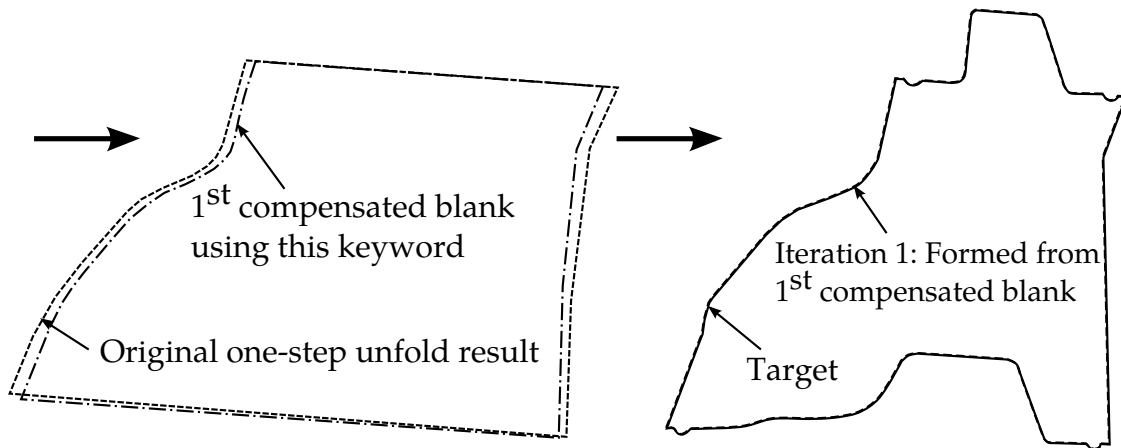 1st compensated blank
using this keyword
Original one-step unfold result
Iteration 1: Formed from
1st compensated blank
Target